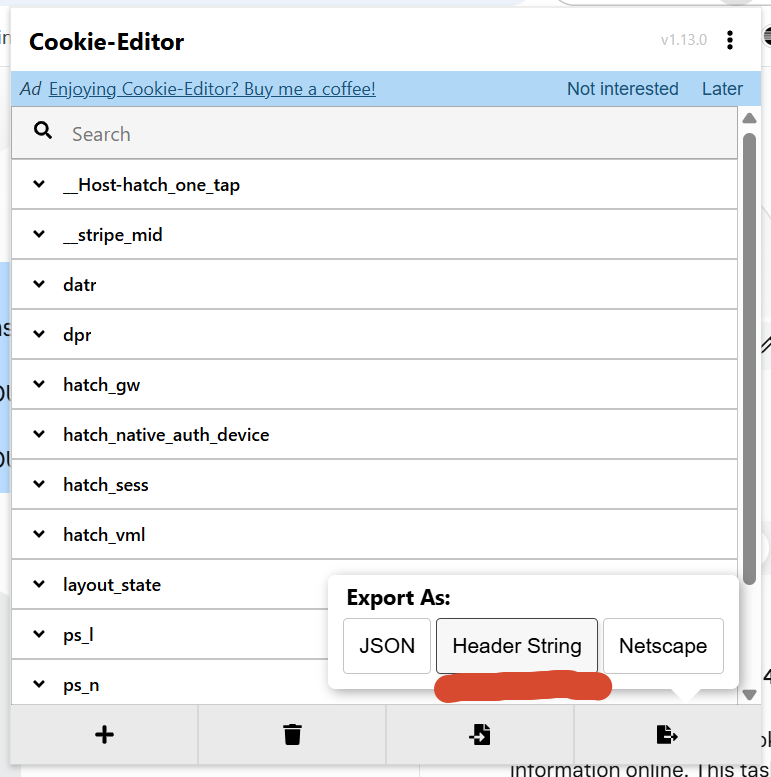 Cookie-Editor
v1.13.0
Ad Enjoying Cookie-Editor? Buy me a coffee!
Not interested
Later
Search
__Host-hatch_one_tap
__stripe_mid
datr
dpr
hatch_gw
hatch_native_auth_device
hatch_sess
hatch_vml
layout_state
ps_l
ps_n
Export As:
JSON
Header String
Netscape
information online. This tas